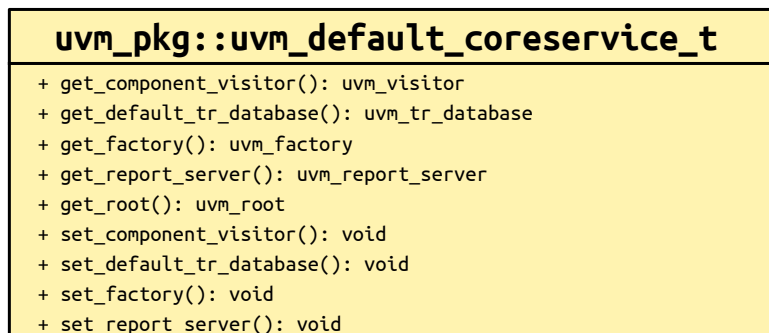 uvm_pkg::uvm_default_coreservice_t
+ get_component_visitor(): uvm_visitor
+ get_default_tr_database(): uvm_tr_database
+ get_factory(): uvm_factory
+ get_report_server(): uvm_report_server
+ get_root(): uvm_root
+ set_component_visitor(): void
+ set_default_tr_database(): void
+ set_factory(): void
+ set_report_server(): void